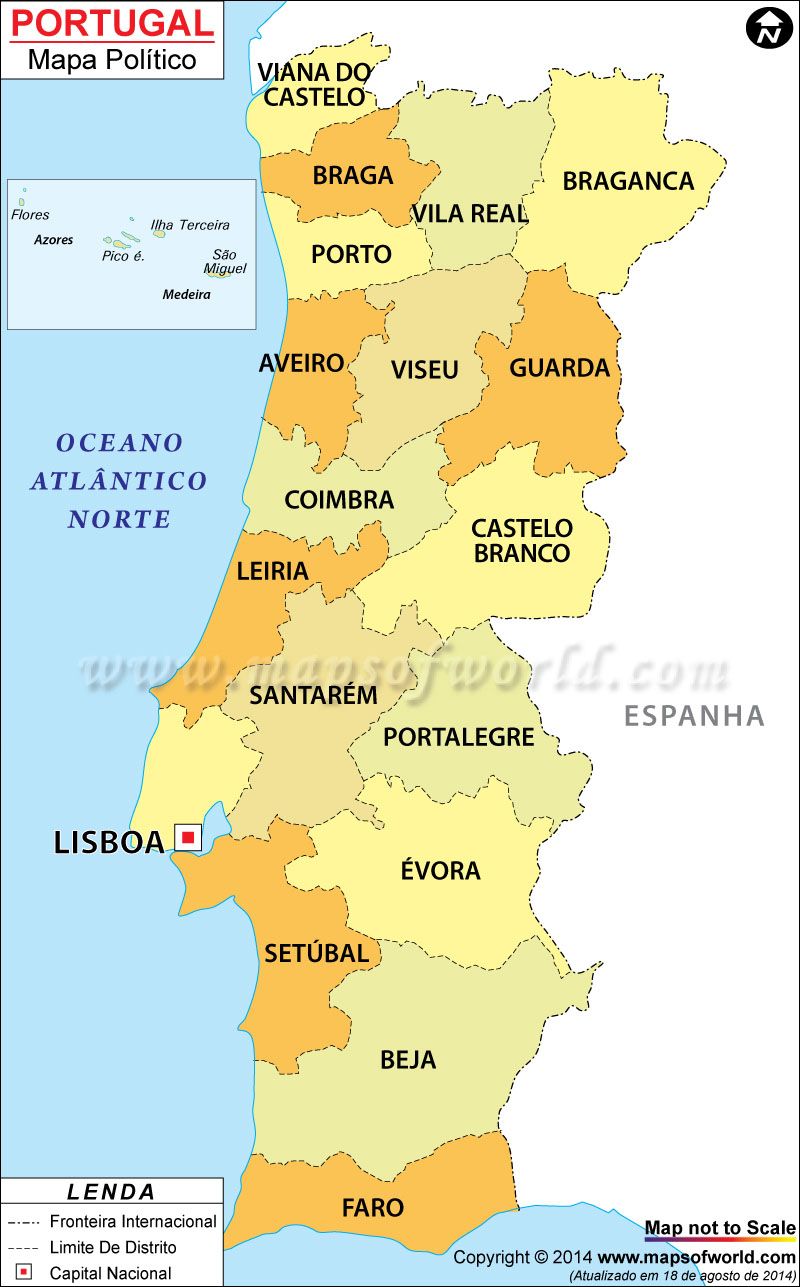 PORTUGAL
Mapa Político
N
VIANA DO
CASTELO
BRAGA
VILA REAL
BRAGANCA
PORTO
Flores
Azores
Ilha Terceira
Pico é.
São
Miguel
Medeira
AVEIRO
VISEU
GUARDA
OCEANO
ATLÂNTICO
NORTE
COIMBRA
CASTELO
BRANCO
LEIRIA
www.mapsofworld.com
SANTARÉM
ESPANHA
PORTALEGRE
LISBOA
ÉVORA
SETÚBAL
BEJA
FARO
LENDA
Fronteira Internacional
Limite De Distrito
Capital Nacional
Map not to Scale
Copyright © 2014 www.mapsofworld.com
(Atualizado em 18 de agosto de 2014)